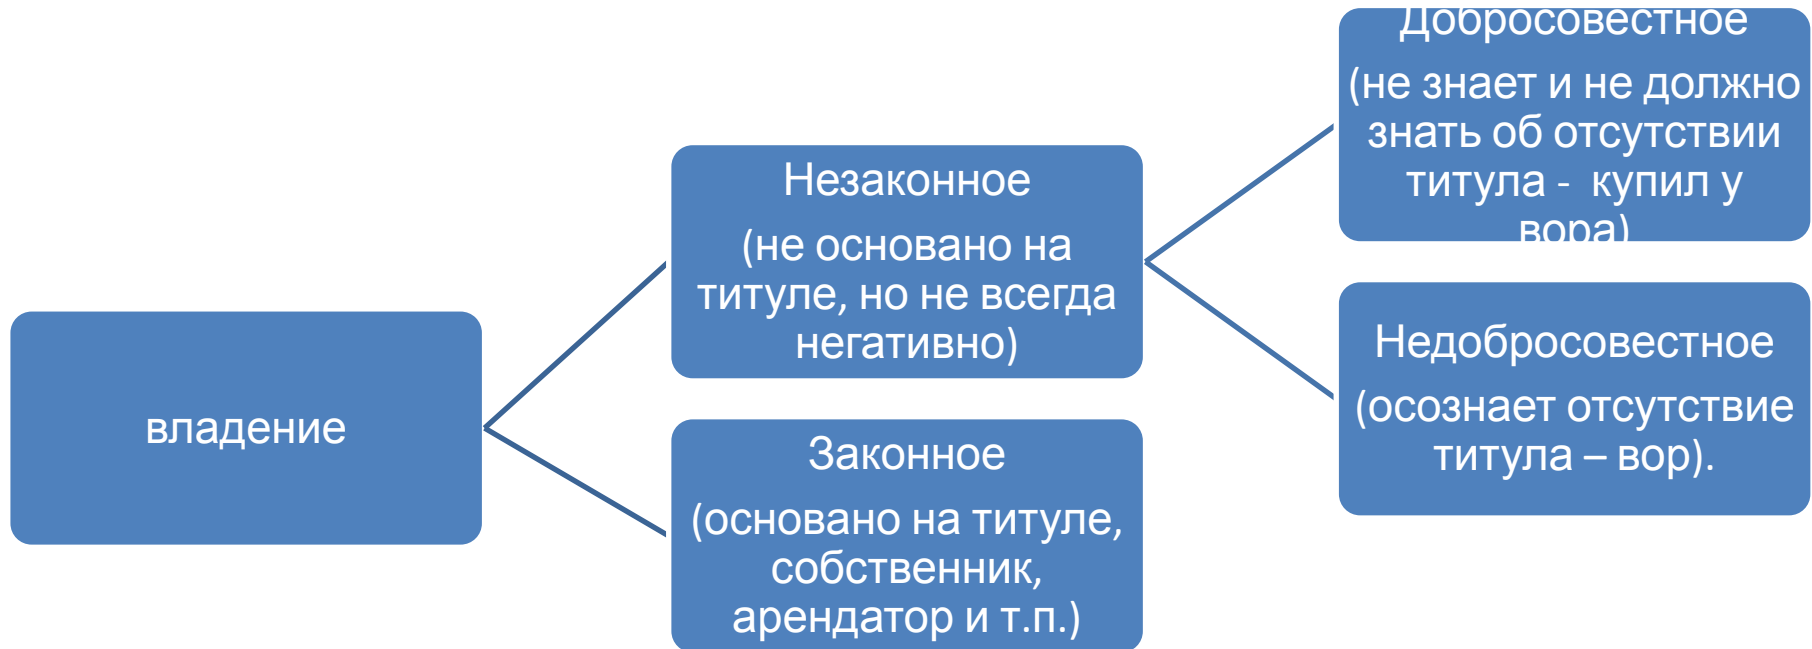 владение
Незаконное
(не основано на
титуле, но не всегда
негативно)
Законное
(основано на титуле,
собственник,
арендатор и т.п.)
Добросовестное
(не знает и не должно
знать об отсутствии
титула - купил у
вора)
Недобросовестное
(осознает отсутствие
титула – вор).